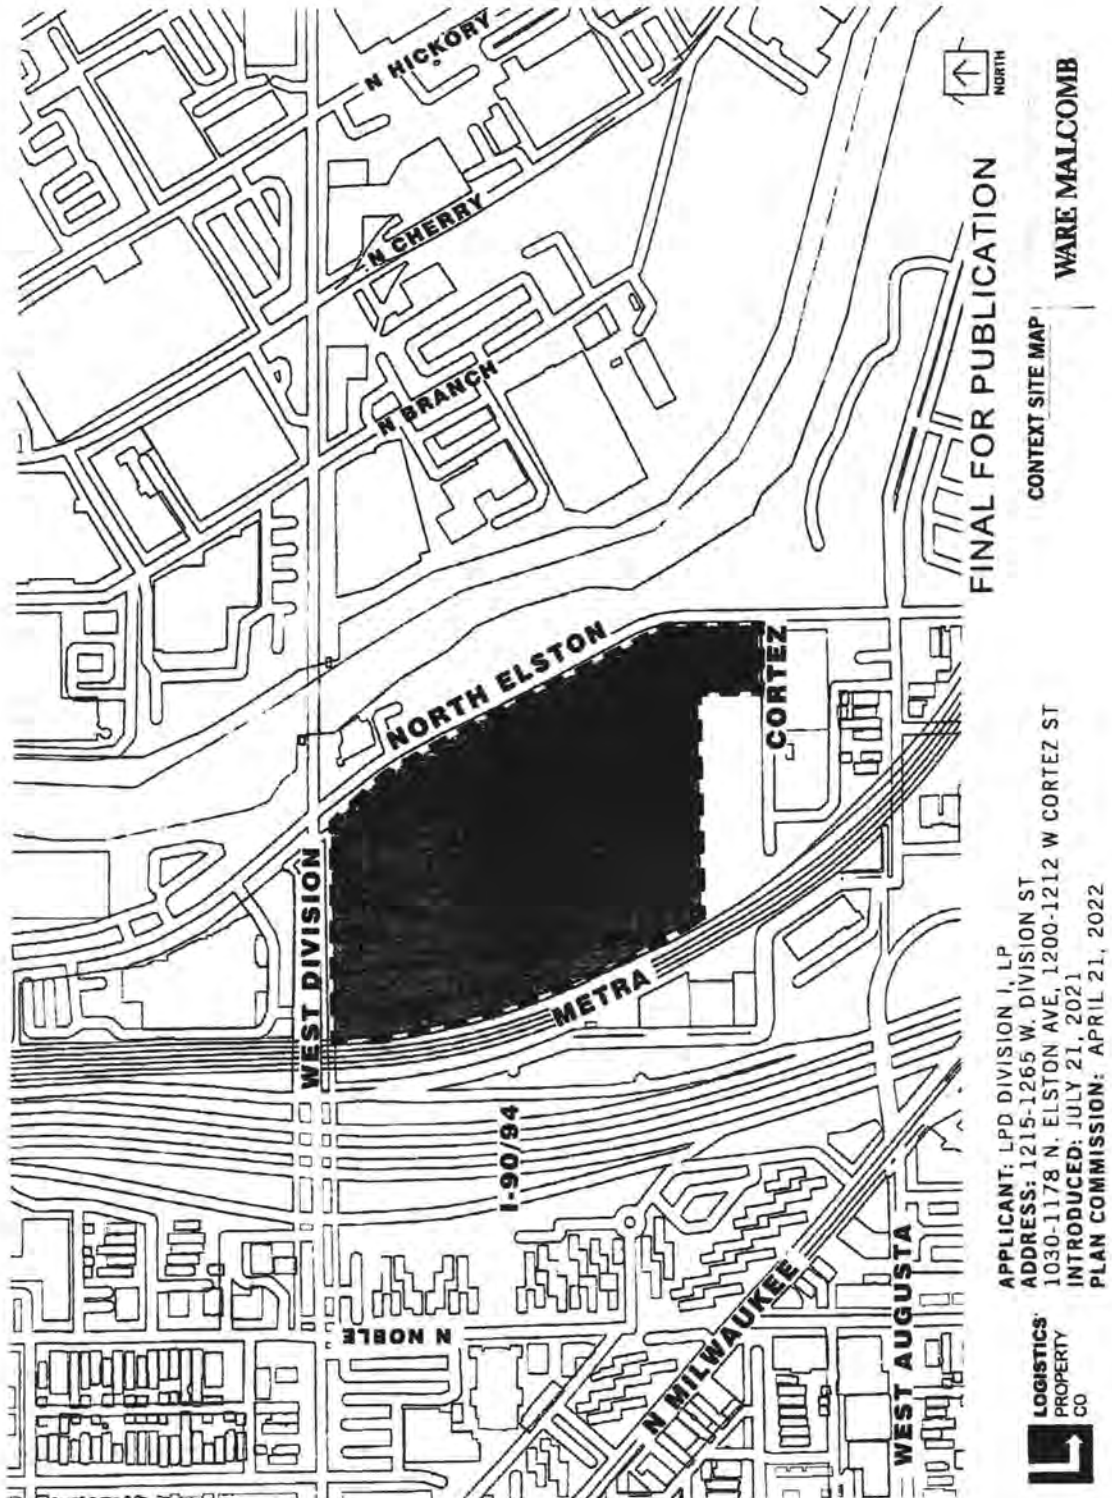 N HICKORY
N CHERRY
N BRANCH
NORTH ELSTON
CORTEZ
WEST DIVISION
METRA
I-90/94
N NOBLE
N MILWAUKEE
WEST AUGUSTA
NORTH
FINAL FOR PUBLICATION
LOGISTICS
PROPERTY
CO
APPLICANT: LPD DIVISION I, LP
ADDRESS: 1215-1265 W. DIVISION ST
1030-1178 N. ELSTON AVE, 1200-1212 W CORTEZ ST
INTRODUCED: JULY 21, 2021
PLAN COMMISSION: APRIL 21, 2022
CONTEXT SITE MAP
WARE MALCOMB